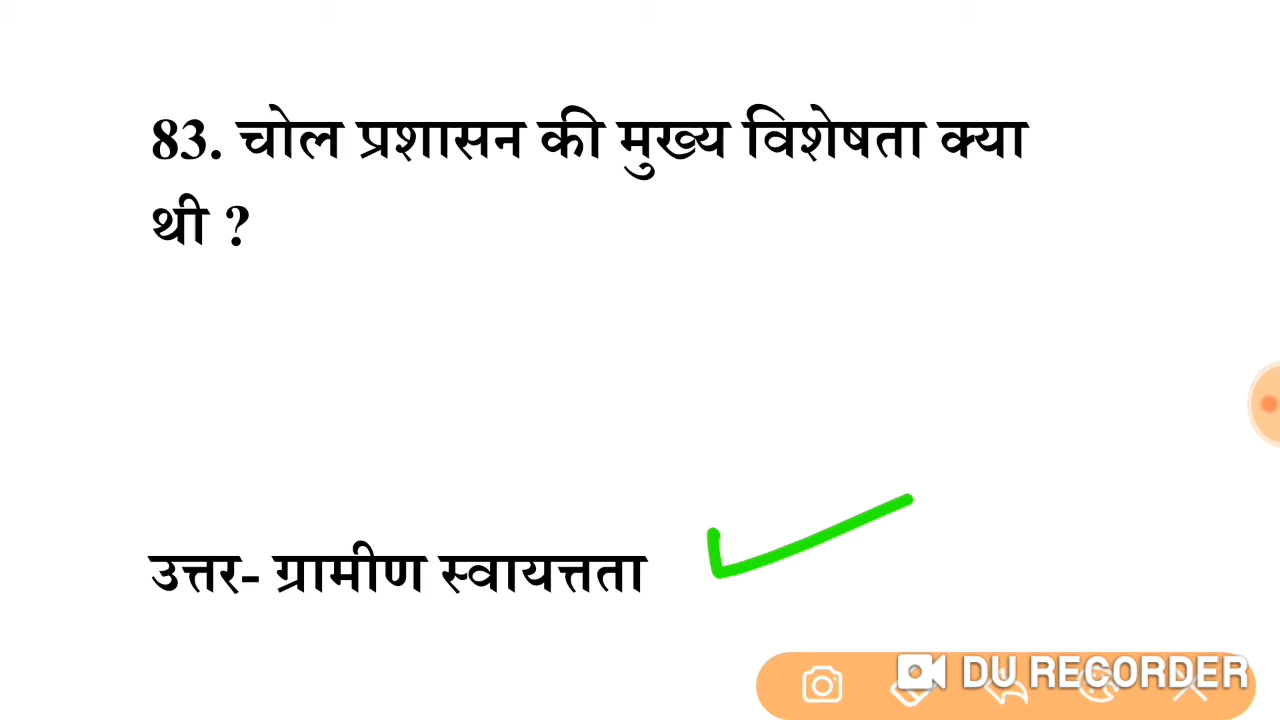 83. चोल प्रशासन की मुख्य विशेषता क्या
थी ?
उत्तर- ग्रामीण स्वायत्तता
DU RECORDER